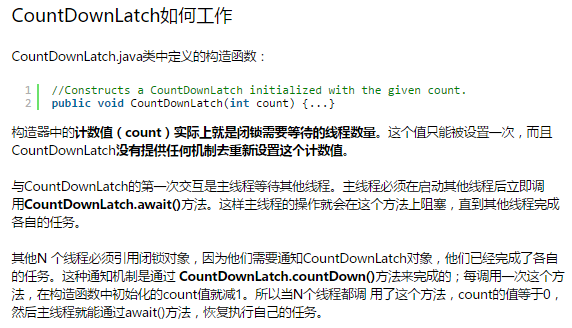 CountDownLatch如何工作
CountDownLatch.java类中定义的构造函数：
1 //Constructs a CountDownLatch initialized with the given count.
2 public void CountDownLatch(int count) {...}
构造器中的计数值（count）实际上就是闭锁需要等待的线程数量。这个值只能被设置一次，而且
CountDownLatch没有提供任何机制去重新设置这个计数值。
与CountDownLatch的第一次交互是主线程等待其他线程。主线程必须在启动其他线程后立即调
用CountDownLatch.await()方法。这样主线程的操作就会在这个方法上阻塞，直到其他线程完成
各自的任务。
其他N 个线程必须引用闭锁对象，因为他们需要通知CountDownLatch对象，他们已经完成了各自
的任务。这种通知机制是通过 CountDownLatch.countDown()方法来完成的；每调用一次这个方
法，在构造函数中初始化的count值就减1。所以当N个线程都调 用了这个方法，count的值等于0，
然后主线程就能通过await()方法，恢复执行自己的任务。